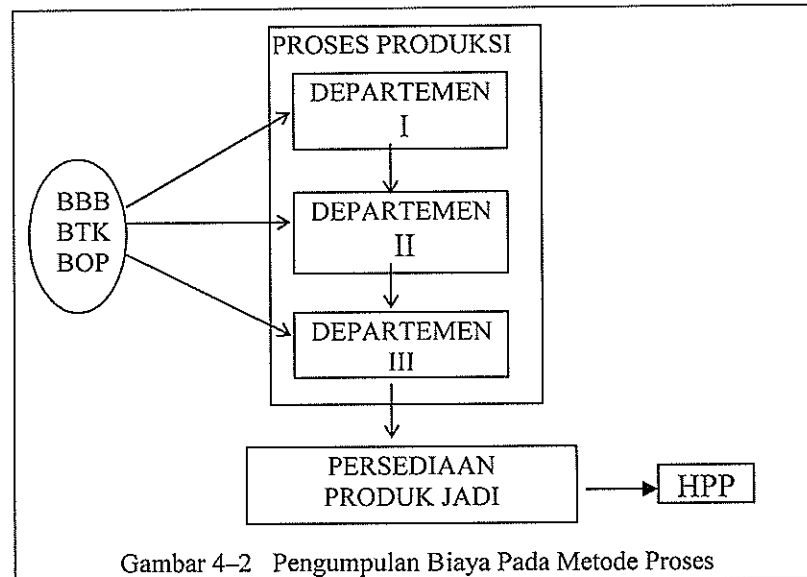 PROSES PRODUKSI
DEPARTEMEN
I
BBB
BTK
BOP
DEPARTEMEN
II
DEPARTEMEN
III
PERSEDIAAN
PRODUK JADI
HPP
Gambar 4–2 Pengumpulan Biaya Pada Metode Proses